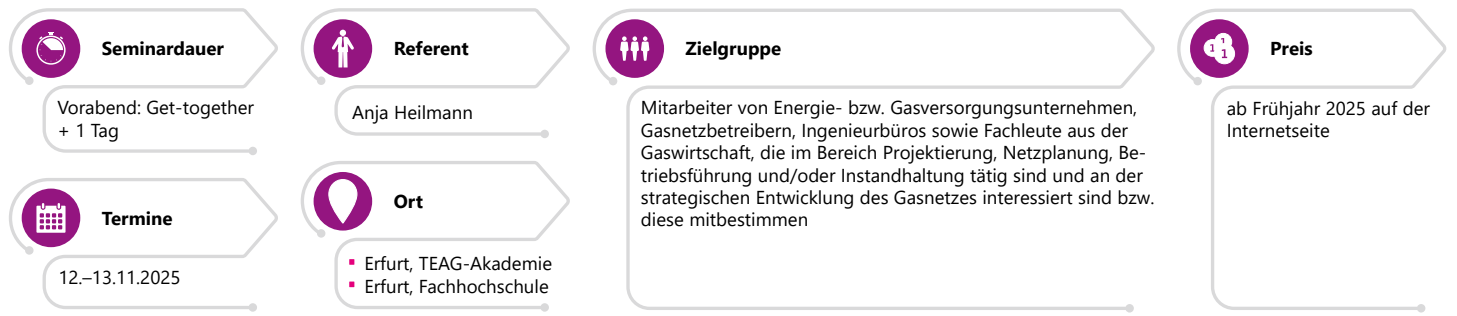 Seminardauer
Vorabend: Get-together
+ 1 Tag
Referent
Anja Heilmann
Zielgruppe
Mitarbeiter von Energie- bzw. Gasversorgungsunternehmen,
Gasnetzbetreibern, Ingenieurbüros sowie Fachleute aus der
Gaswirtschaft, die im Bereich Projektierung, Netzplanung, Be-
triebsführung und/oder Instandhaltung tätig sind und an der
strategischen Entwicklung des Gasnetzes interessiert sind bzw.
diese mitbestimmen
1
1
1
Preis
ab Frühjahr 2025 auf der
Internetseite
Termine
12.–13.11.2025
Ort
▪ Erfurt, TEAG-Akademie
▪ Erfurt, Fachhochschule